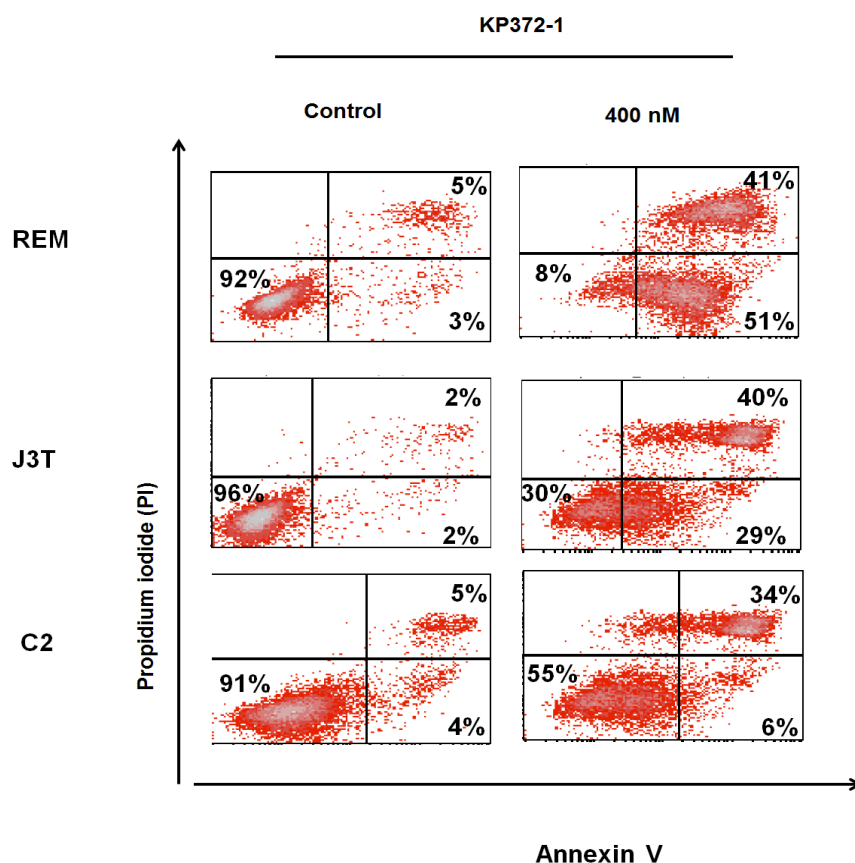 KP372-1
Control
400 nM
REM
5%
92%
3%
41%
8%
51%
J3T
2%
96%
2%
40%
30%
29%
C2
5%
91%
4%
34%
55%
6%
Propidium iodide (PI)
Annexin V